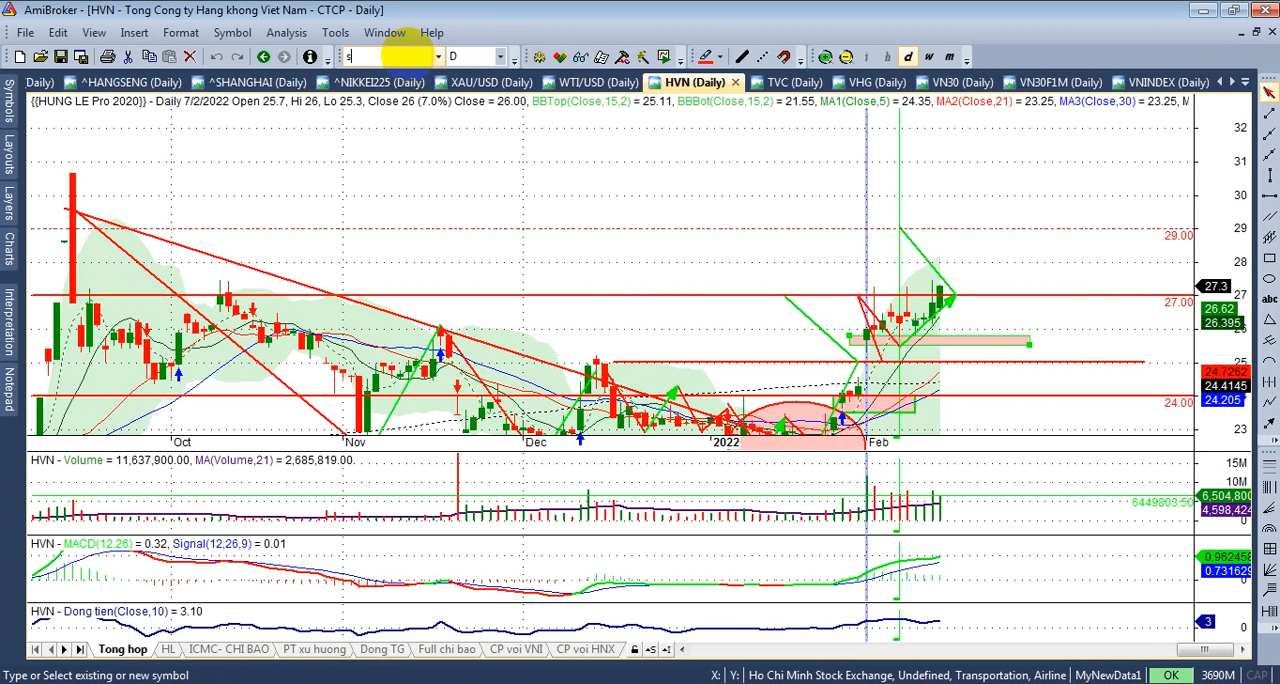 AmiBroker - [HVN - Tong Cong ty Hang khong Viet Nam - CTCP - Daily]
File Edit View Insert Format Symbol Analysis Tools Window Help
s D d w m
Daily) ^HANGSENG (Daily) ^SHANGHAI (Daily) ^NIKKEI225 (Daily) XAU/USD (Daily) WTI/USD (Daily) HVN (Daily) TVC (Daily) VHG (Daily) VN30 (Daily) VN30F1M (Daily) VNINDEX (Daily)
{{HUNG LE Pro 2020}} - Daily 7/2/2022 Open 25.7, Hi 26, Lo 25.3, Close 26 (7.0%) Close = 26.00, BBTop(Close,15,2) = 25.11, BBBot(Close,15,2) = 21.55, MA1(Close,5) = 24.35, MA2(Close,21) = 23.25, MA3(Close,30) = 23.25, M
Symbols
Layouts
Layers
Charts
Interpretation
Notepad
abc
32
31
30
29
29.00
28
27.3
27
27.00
26.62
26.395
26
25
24.7262
24.4145
24.205
24
24.00
23
Oct Nov Dec 2022 Feb
HVN - Volume = 11,637,900.00, MA(Volume,21) = 2,685,819.00
15M
10M
6,504,800
6449803.50
4,598,424
0
HVN - MACD(12,26) = 0.32, Signal(12,26,9) = 0.01
0.962458
0.731629
0
HVN - Dong tien(Close,10) = 3.10
3
0
Tong hop HL ICMC- CHI BAO PT xu huong Dong TG Full chi bao CP voi VNI CP voi HNX
Type or Select existing or new symbol X: Y: Ho Chi Minh Stock Exchange, Undefined, Transportation, Airline MyNewData1 OK 3690M CAP